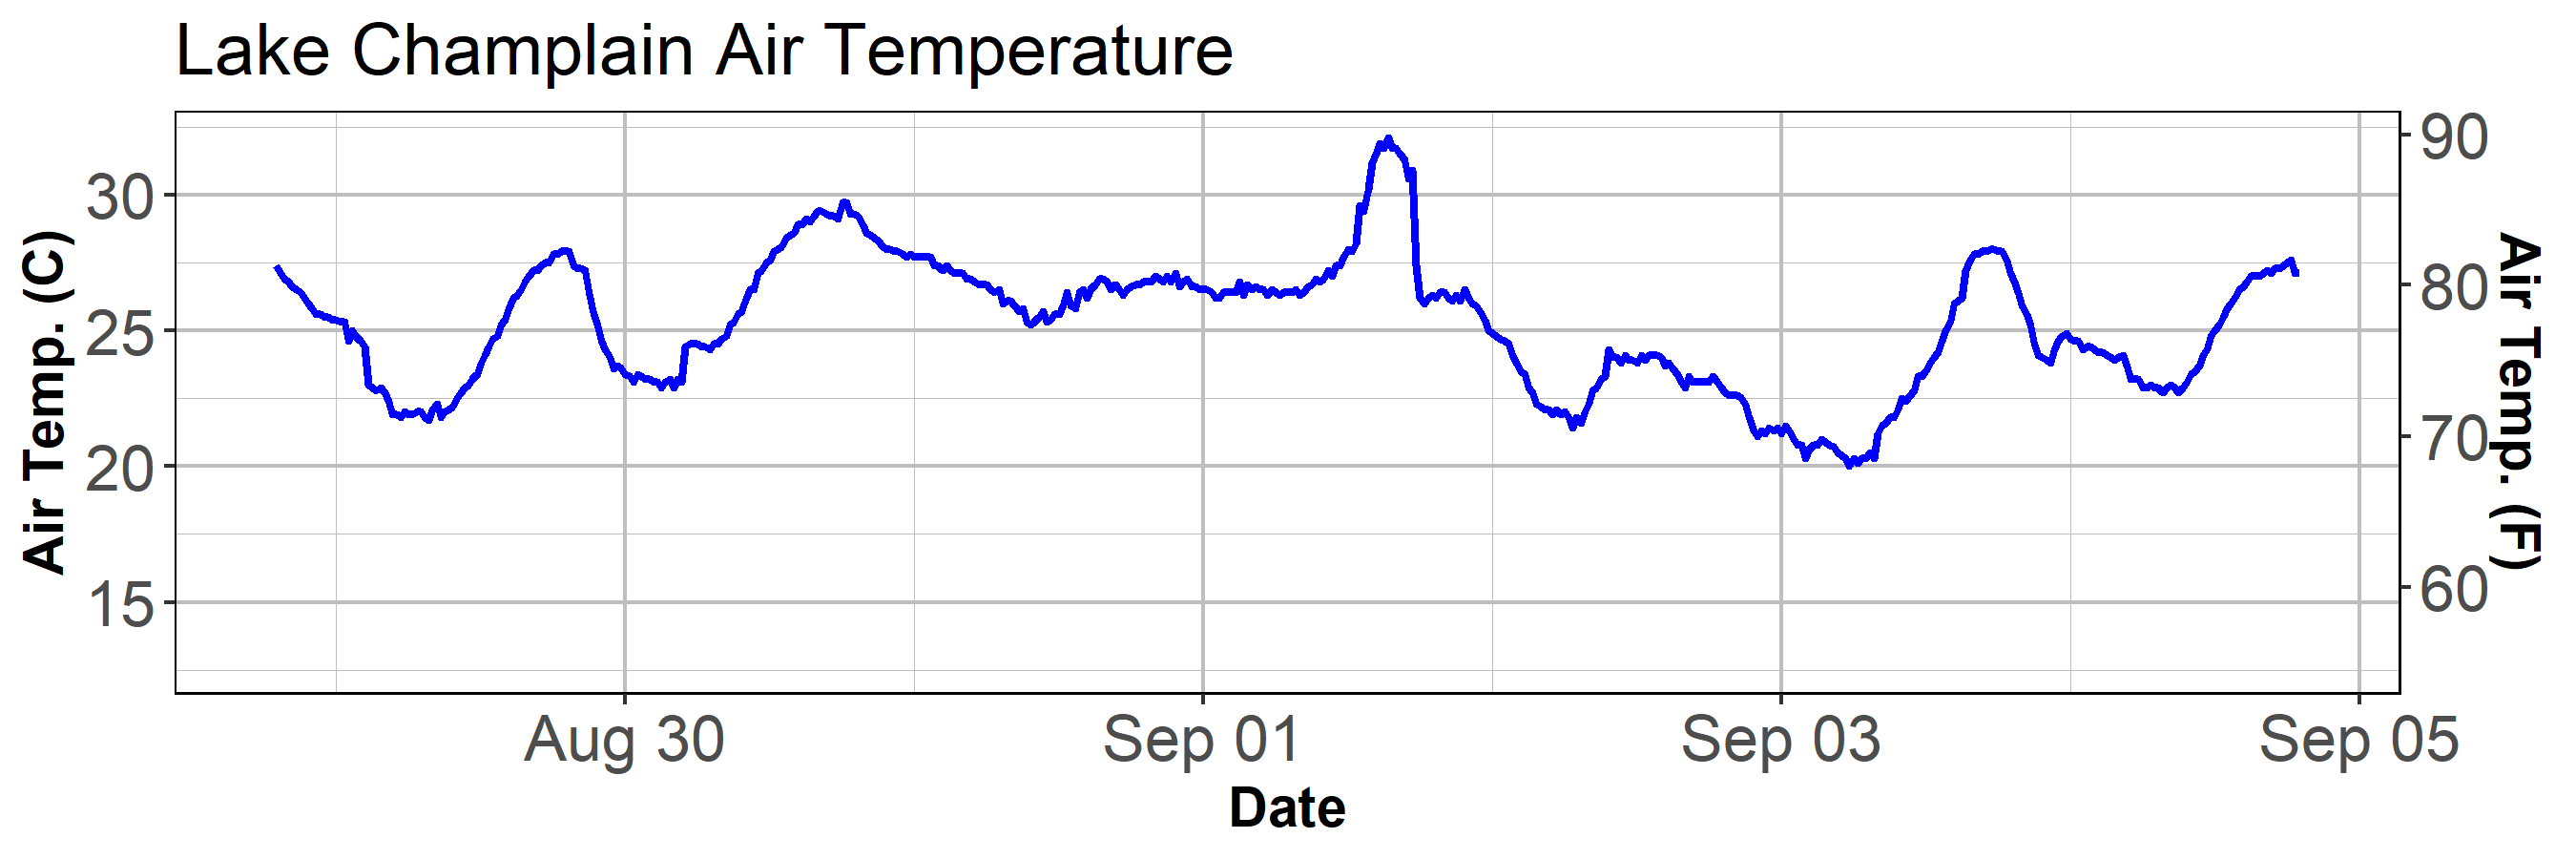 Lake Champlain Air Temperature
Air Temp. (C)
30
25
20
15
90
80
70
60
Air Temp. (F)
Aug 30
Sep 01
Sep 03
Sep 05
Date